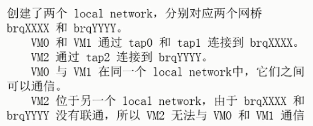 创建了两个 local network，分别对应两个网桥
brqXXXX 和 brqYYYY。
VM0 和 VM1 通过 tap0 和 tap1 连接到 brqXXXX。
VM2 通过 tap2 连接到 brqYYYY。
VM0 与 VM1 在同一个 local network中，它们之间
可以通信。
VM2 位于另一个 local network，由于 brqXXXX 和
brqYYYY 没有联通，所以 VM2 无法与 VM0 和 VM1 通信